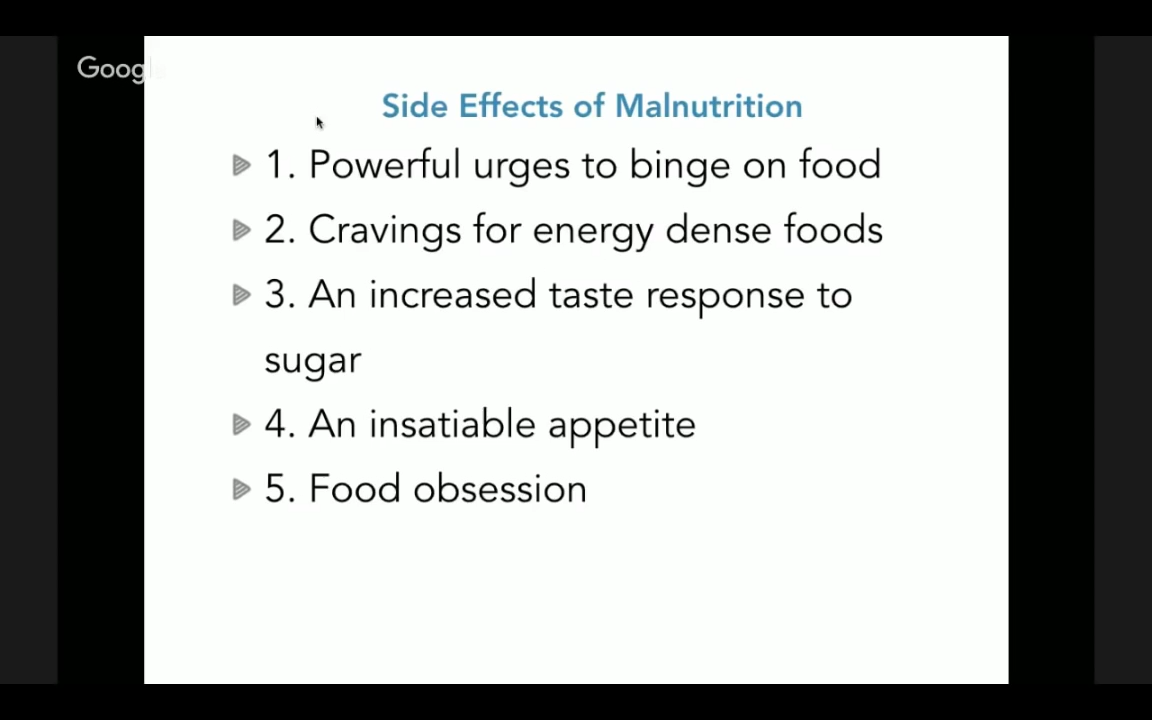 Google
Side Effects of Malnutrition
1. Powerful urges to binge on food
2. Cravings for energy dense foods
3. An increased taste response to
sugar
4. An insatiable appetite
5. Food obsession